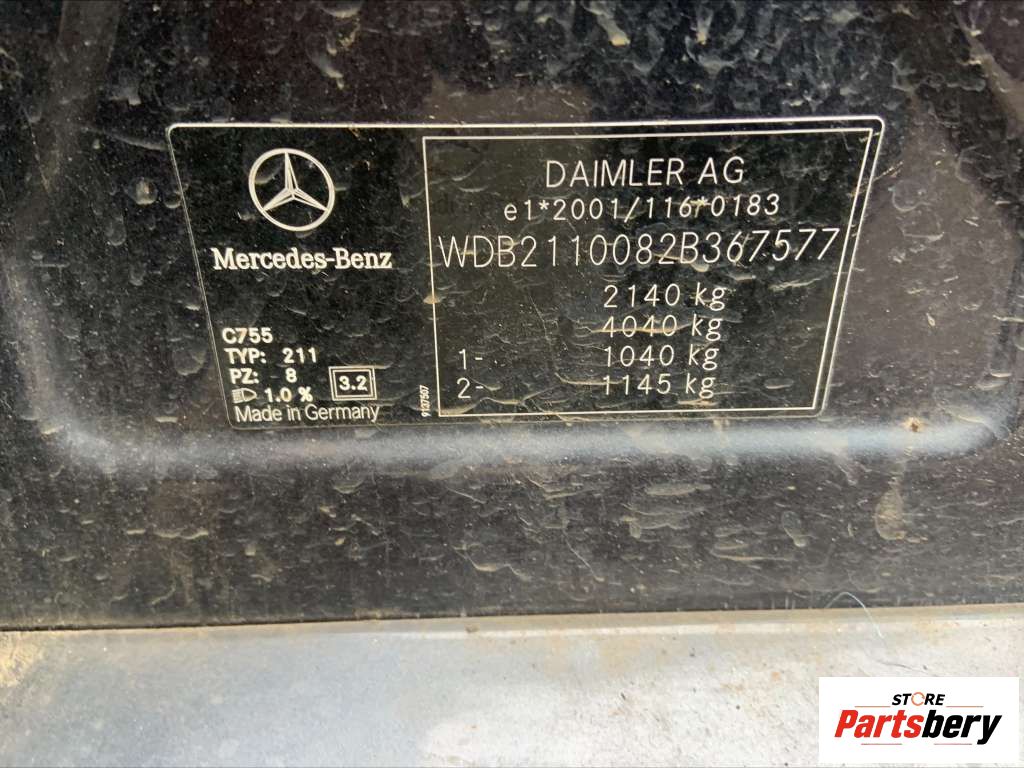 Mercedes-Benz
C755
TYP: 211
PZ: 8
1.0 %
3.2
Made in Germany
9107507
DAIMLER AG
e1*2001/116*0183
WDB2110082B367577
2140 kg
4040 kg
1- 1040 kg
2- 1145 kg
STORE
Partsbery